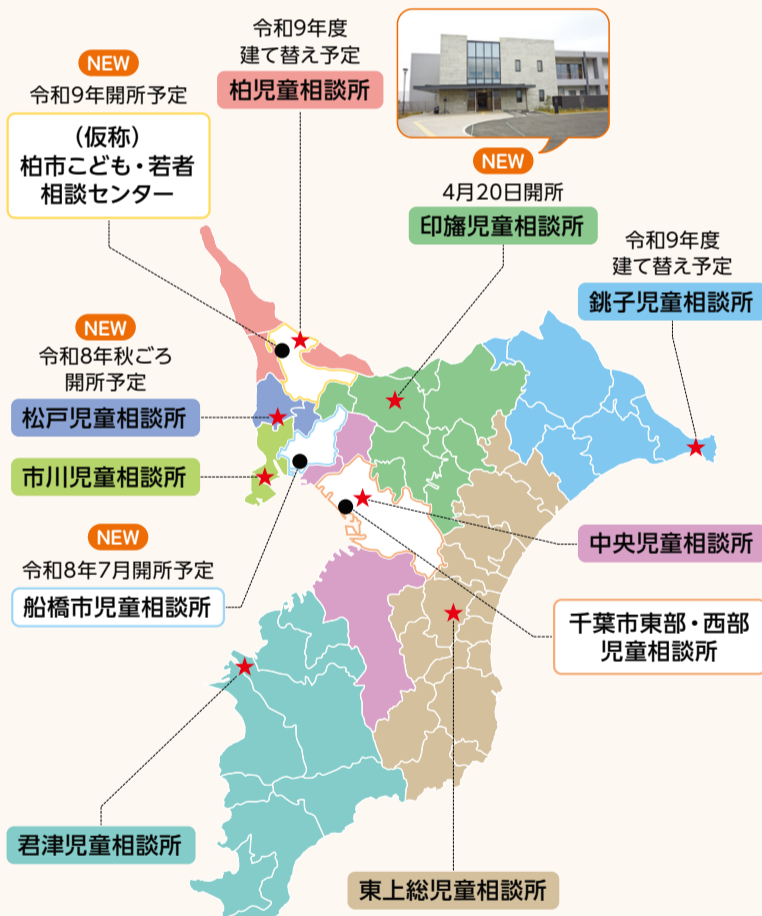 NEW
令和9年開所予定
（仮称）
柏市こども・若者
相談センター
令和9年度
建て替え予定
柏児童相談所
NEW
4月20日開所
印旛児童相談所
令和9年度
建て替え予定
銚子児童相談所
NEW
令和8年秋ごろ
開所予定
松戸児童相談所
市川児童相談所
NEW
令和8年7月開所予定
船橋市児童相談所
中央児童相談所
千葉市東部・西部
児童相談所
君津児童相談所
東上総児童相談所